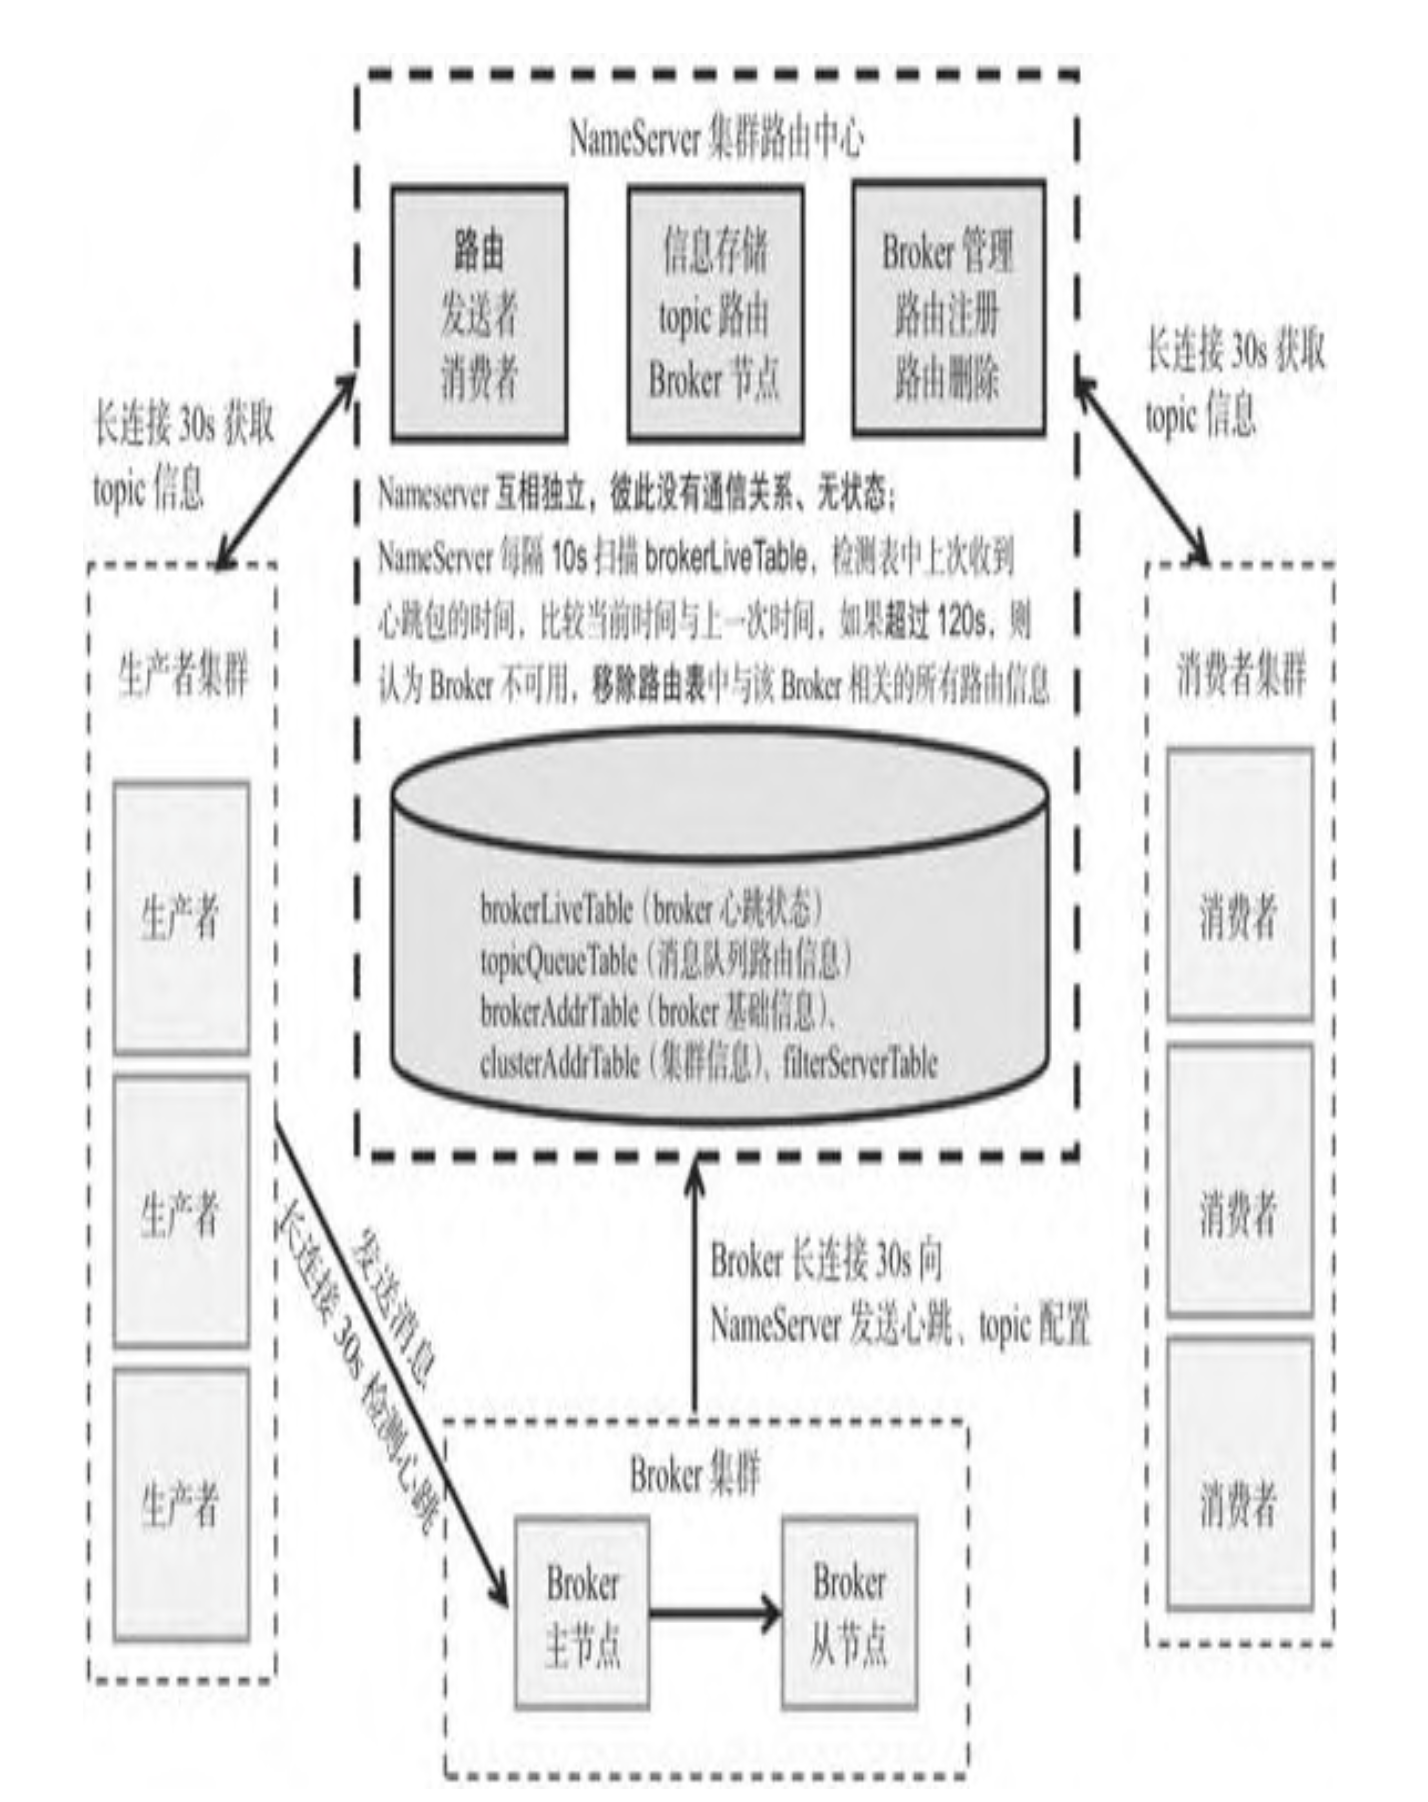 NameServer 集群路由中心
路由
发送者
消费者
信息存储
topic 路由
Broker 节点
Broker 管理
路由注册
路由删除
长连接 30s 获取
topic 信息
长连接 30s 获取
topic 信息
Nameserver 互相独立，彼此没有通信关系、无状态；
NameServer 每隔 10s 扫描 brokerLiveTable，检测表中上次收到
心跳包的时间，比较当前时间与上一次时间，如果超过 120s，则
认为 Broker 不可用，移除路由表中与该 Broker 相关的所有路由信息
brokerLiveTable（broker 心跳状态）
topicQueueTable（消息队列路由信息）
brokerAddrTable（broker 基础信息）、
clusterAddrTable（集群信息）、filterServerTable
生产者集群
生产者
生产者
生产者
消费者集群
消费者
消费者
消费者
发送消息
长连接 30s 检测心跳
Broker 长连接 30s 向
NameServer 发送心跳、topic 配置
Broker 集群
Broker
主节点
Broker
从节点